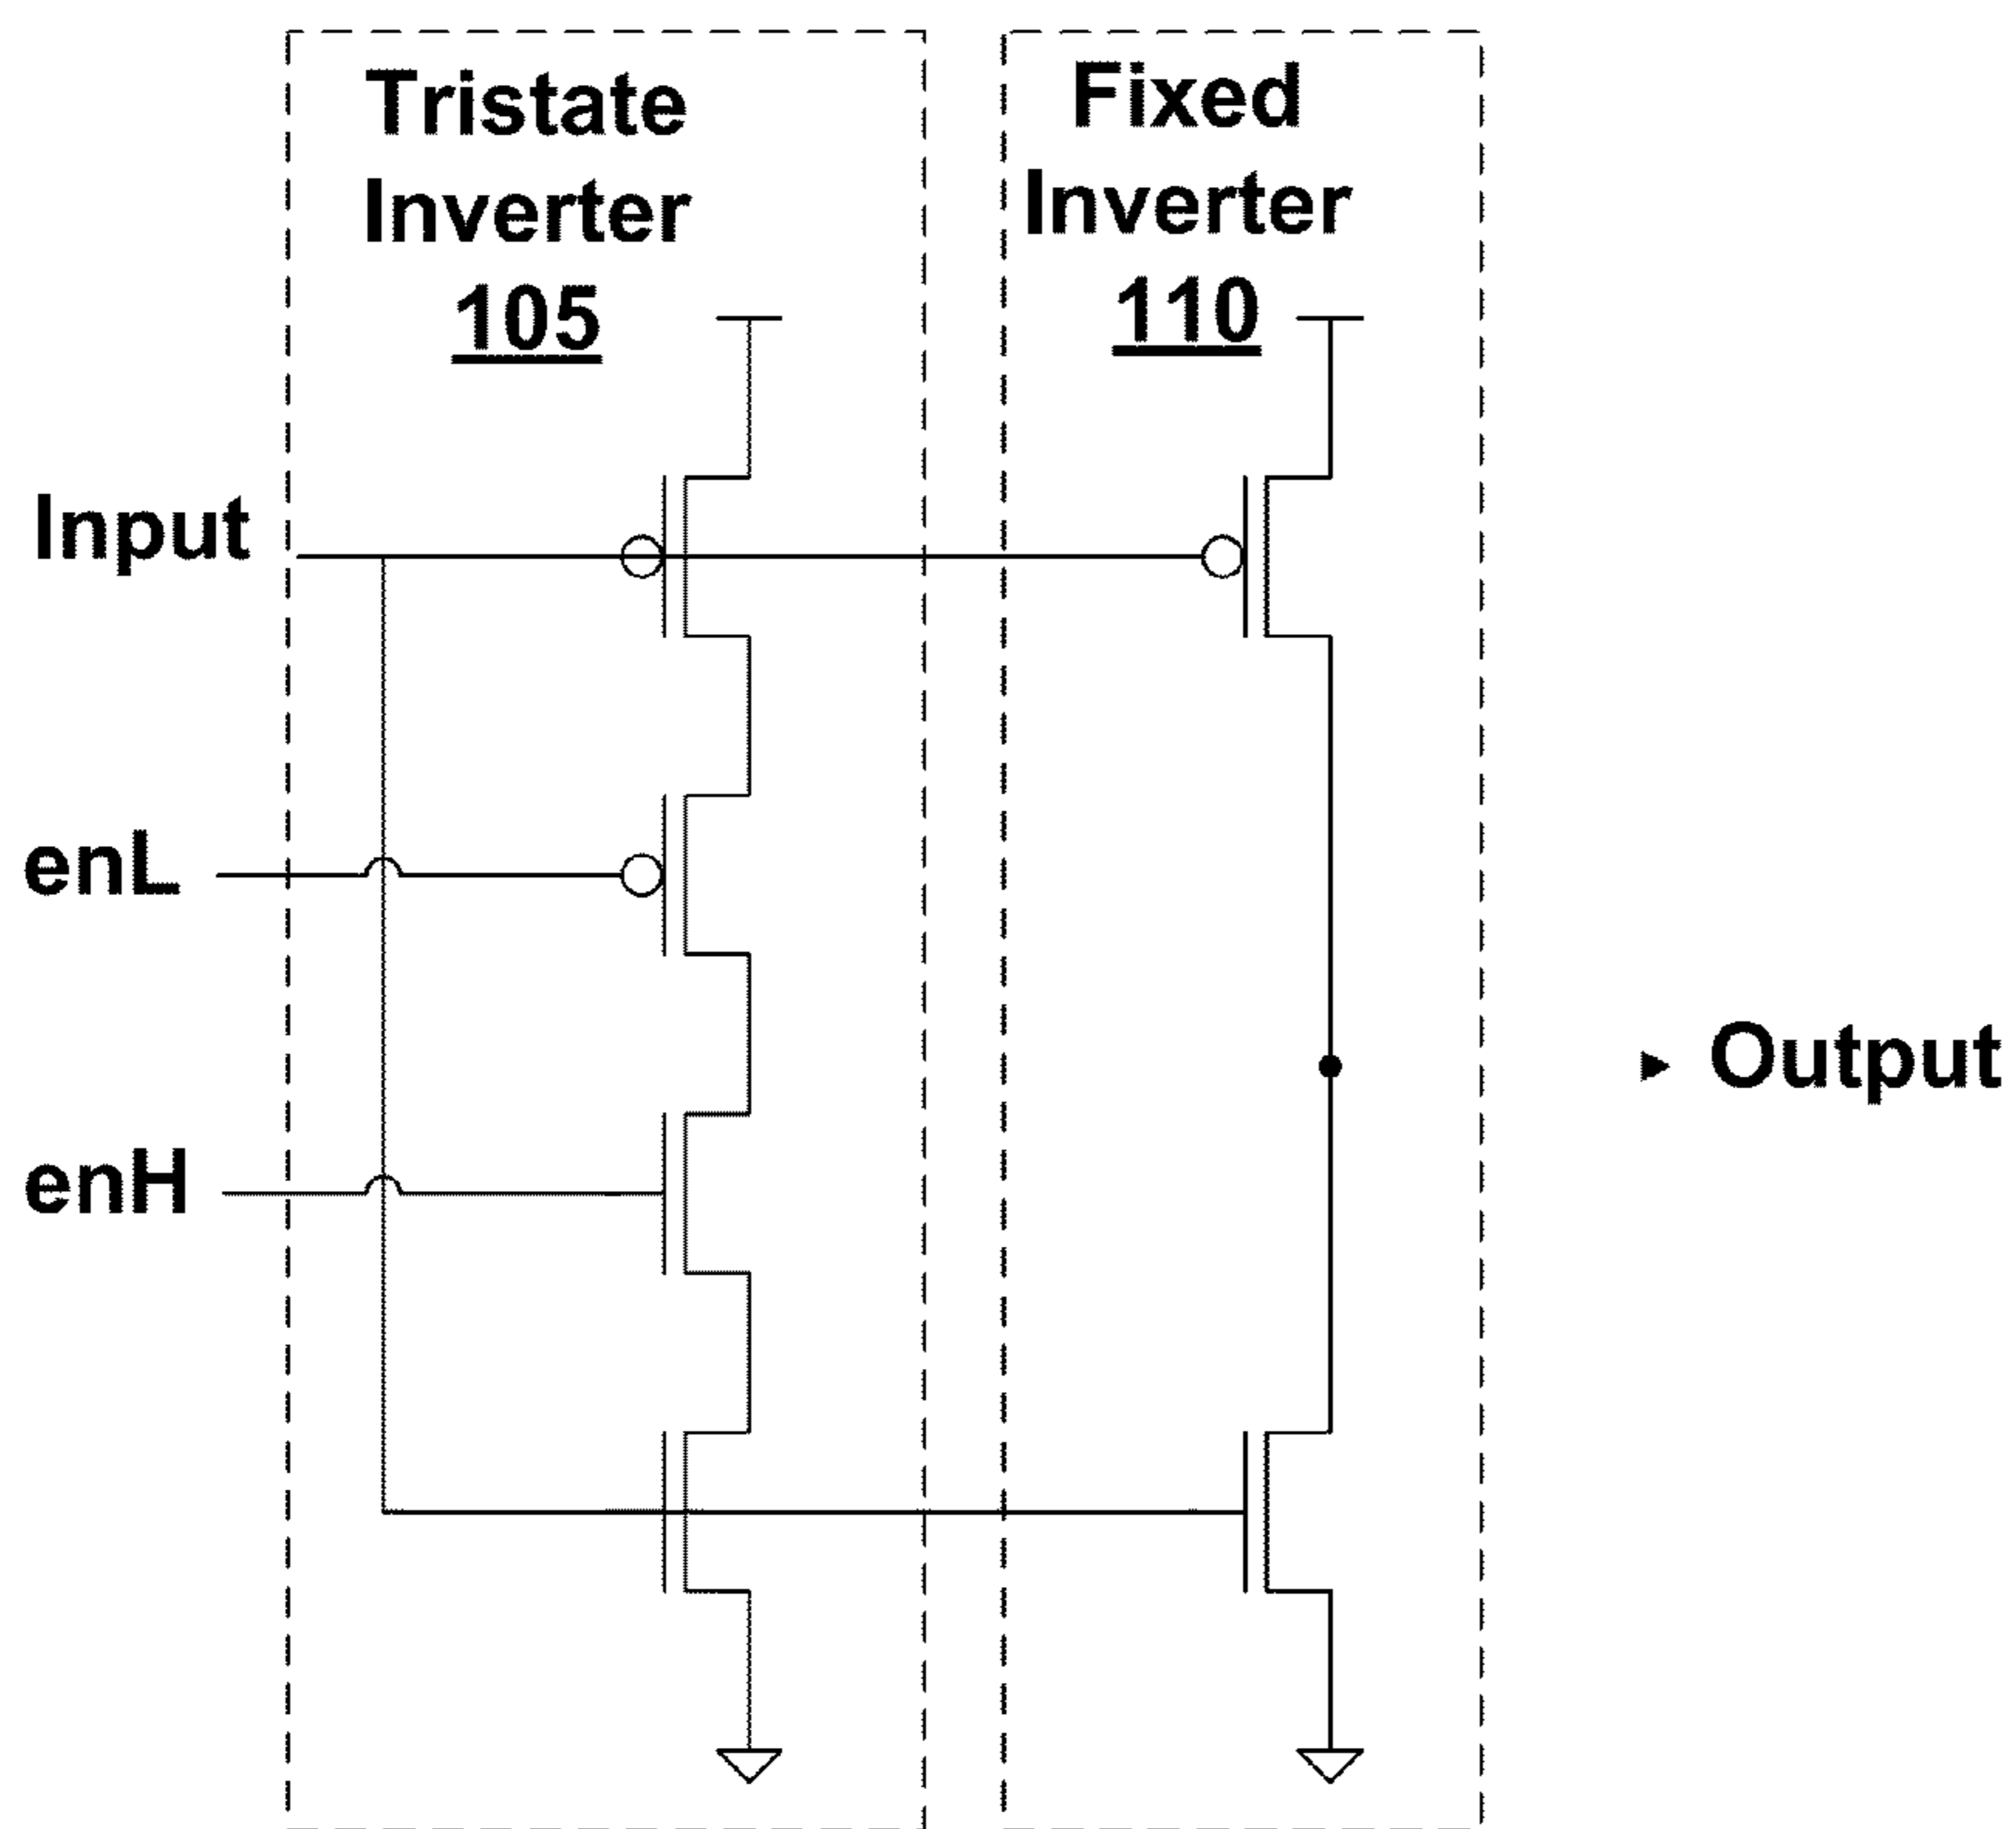 Tristate
Inverter
105
Fixed
Inverter
110
Input
enL
enH
Output